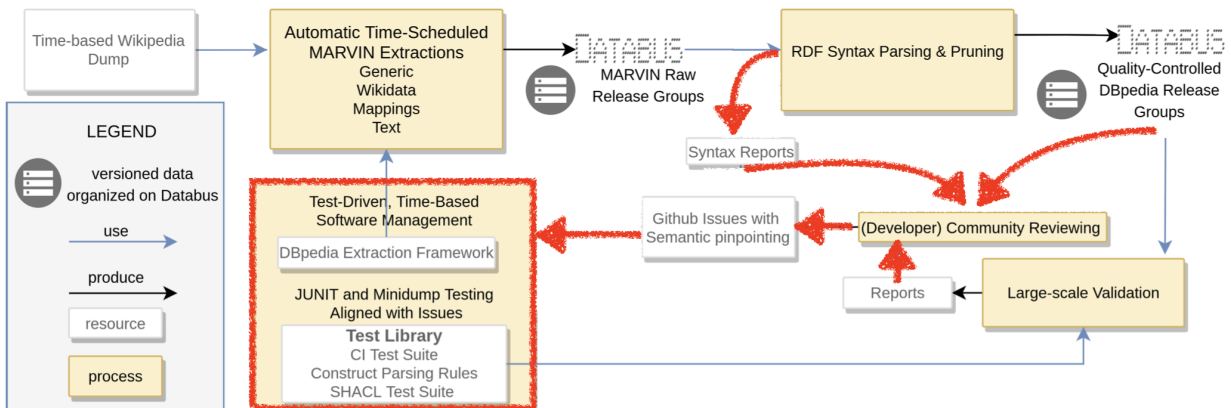 Time-based Wikipedia
Dump
Automatic Time-Scheduled
MARVIN Extractions
Generic
Wikidata
Mappings
Text
DATABUS
MARVIN Raw
Release Groups
RDF Syntax Parsing & Pruning
DATABUS
Quality-Controlled
DBpedia Release
Groups
LEGEND
versioned data
organized on Databus
use
produce
resource
process
Syntax Reports
Test-Driven, Time-Based
Software Management
DBpedia Extraction Framework
JUNIT and Minidump Testing
Aligned with Issues
Test Library
CI Test Suite
Construct Parsing Rules
SHACL Test Suite
Github Issues with
Semantic pinpointing
(Developer) Community Reviewing
Reports
Large-scale Validation